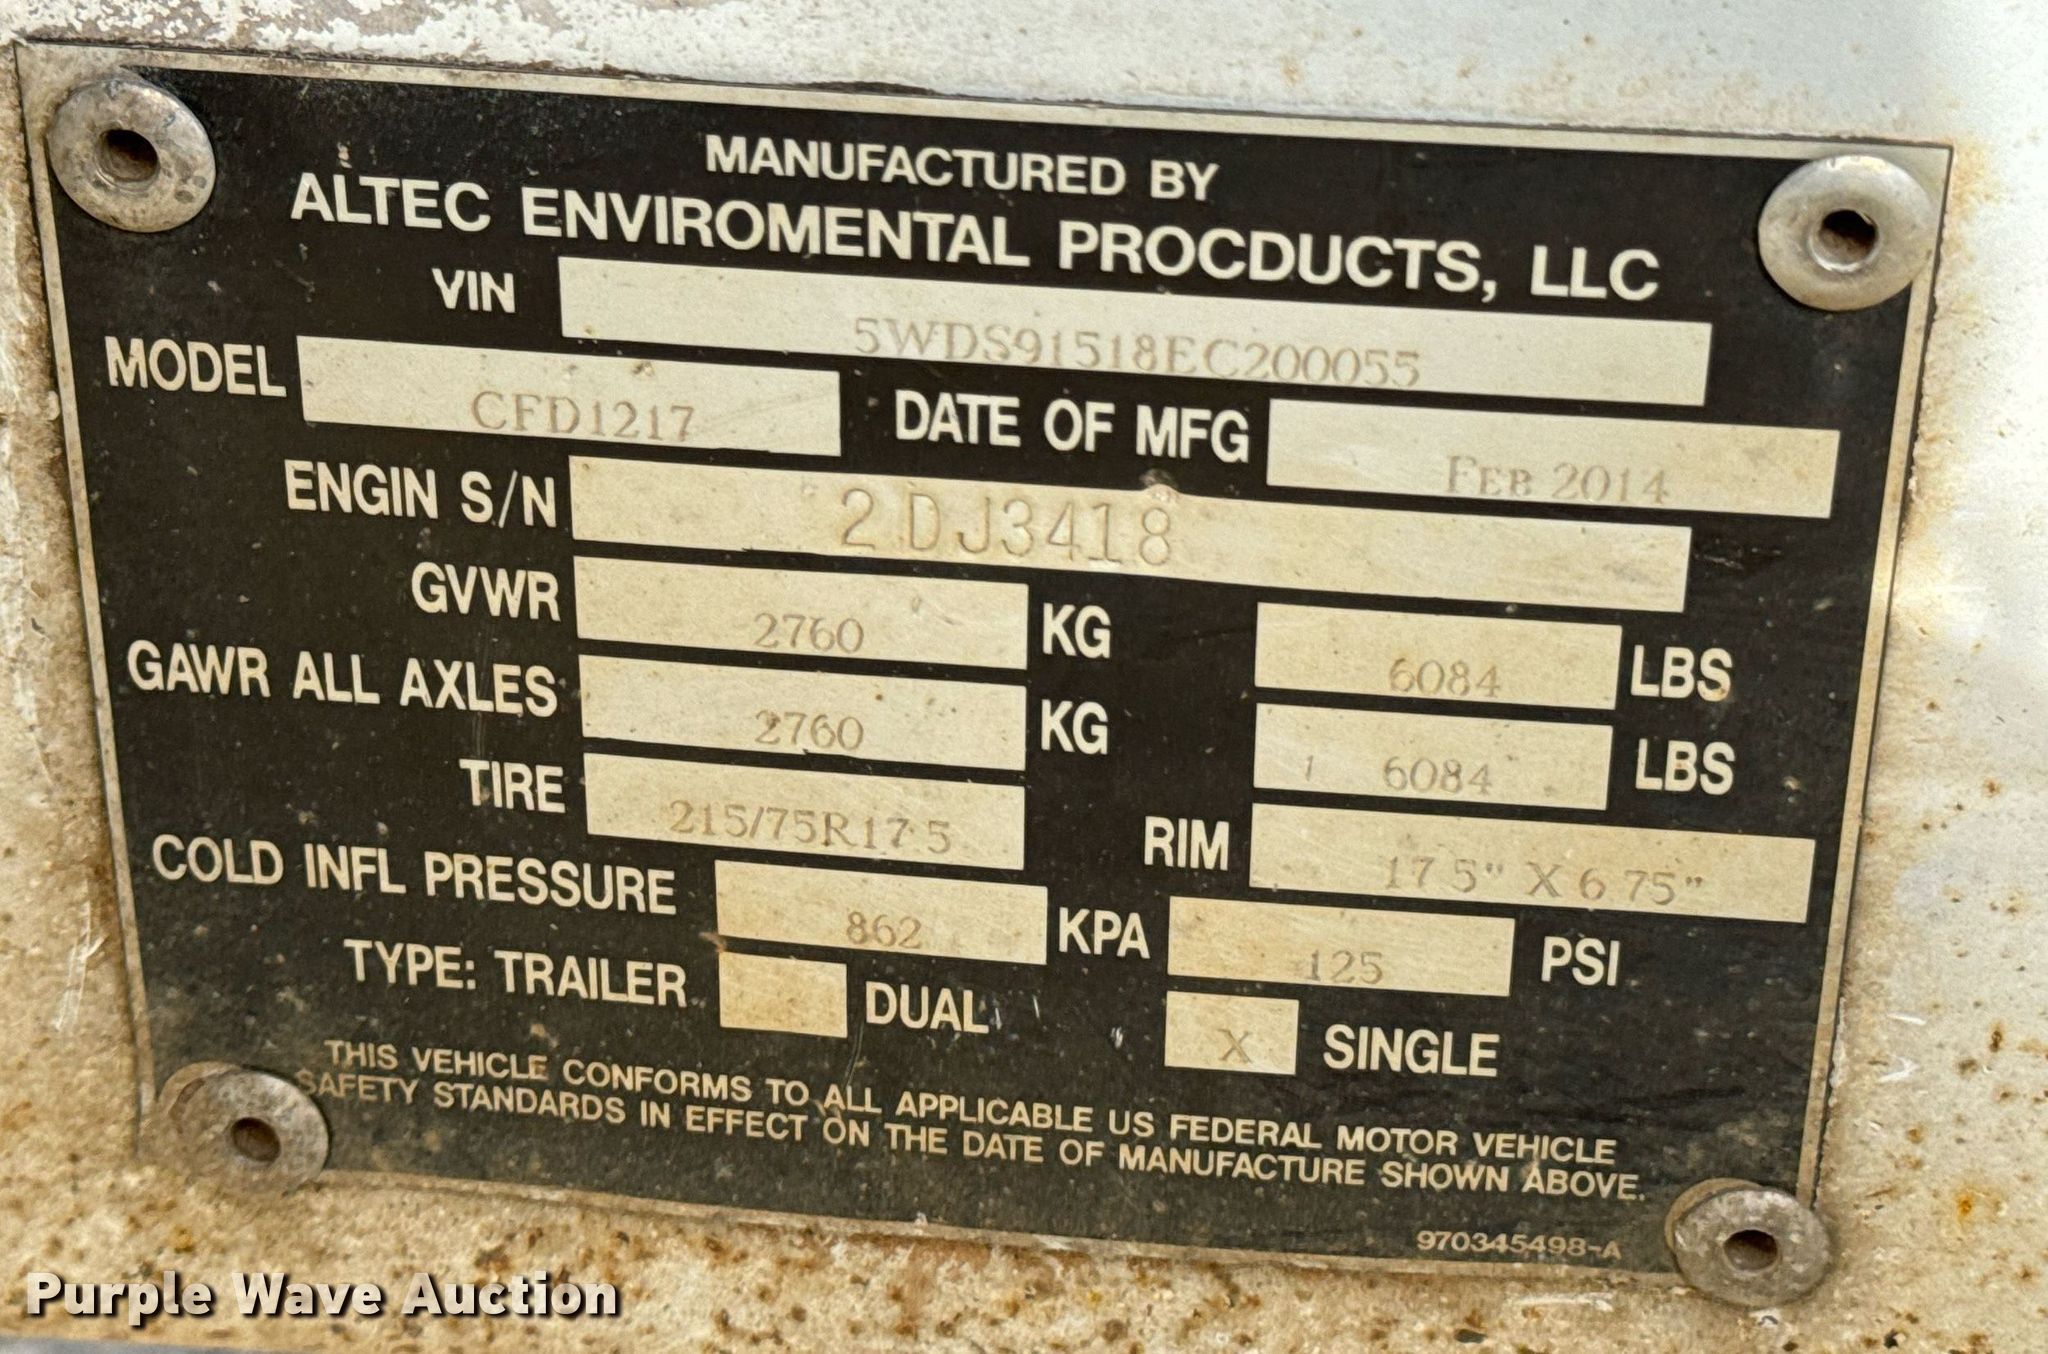 MANUFACTURED BY
ALTEC ENVIROMENTAL PROCDUCTS, LLC
VIN 5WDS91518EC200055
MODEL CFD1217 DATE OF MFG FEB 2014
ENGIN S/N 2DJ3418
GVWR 2760 KG 6084 LBS
GAWR ALL AXLES 2760 KG 6084 LBS
TIRE 215/75R17.5 RIM 17.5" X 6.75"
COLD INFL PRESSURE 862 KPA 125 PSI
TYPE: TRAILER DUAL X SINGLE
THIS VEHICLE CONFORMS TO ALL APPLICABLE US FEDERAL MOTOR VEHICLE
SAFETY STANDARDS IN EFFECT ON THE DATE OF MANUFACTURE SHOWN ABOVE.
970345498-A
Purple Wave Auction